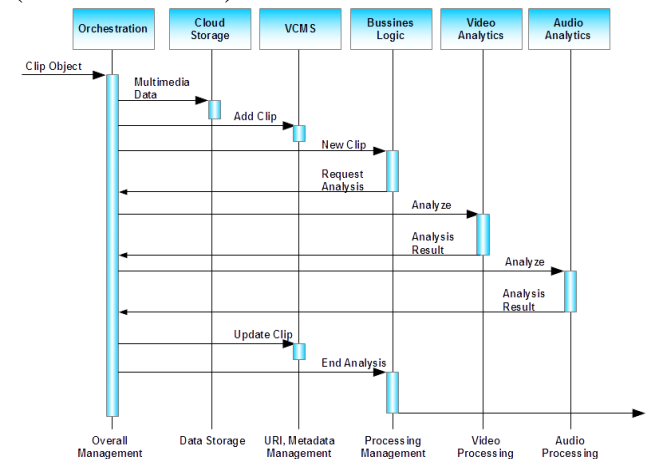 Orchestration
Cloud
Storage
VCMS
Bussines
Logic
Video
Analytics
Audio
Analytics
Clip Object
Multimedia
Data
Add Clip
New Clip
Request
Analysis
Analyze
Analysis
Result
Analyze
Analysis
Result
Update Clip
End Analysis
Overall
Management
Data Storage
URI, Metadata
Management
Processing
Management
Video
Processing
Audio
Processing